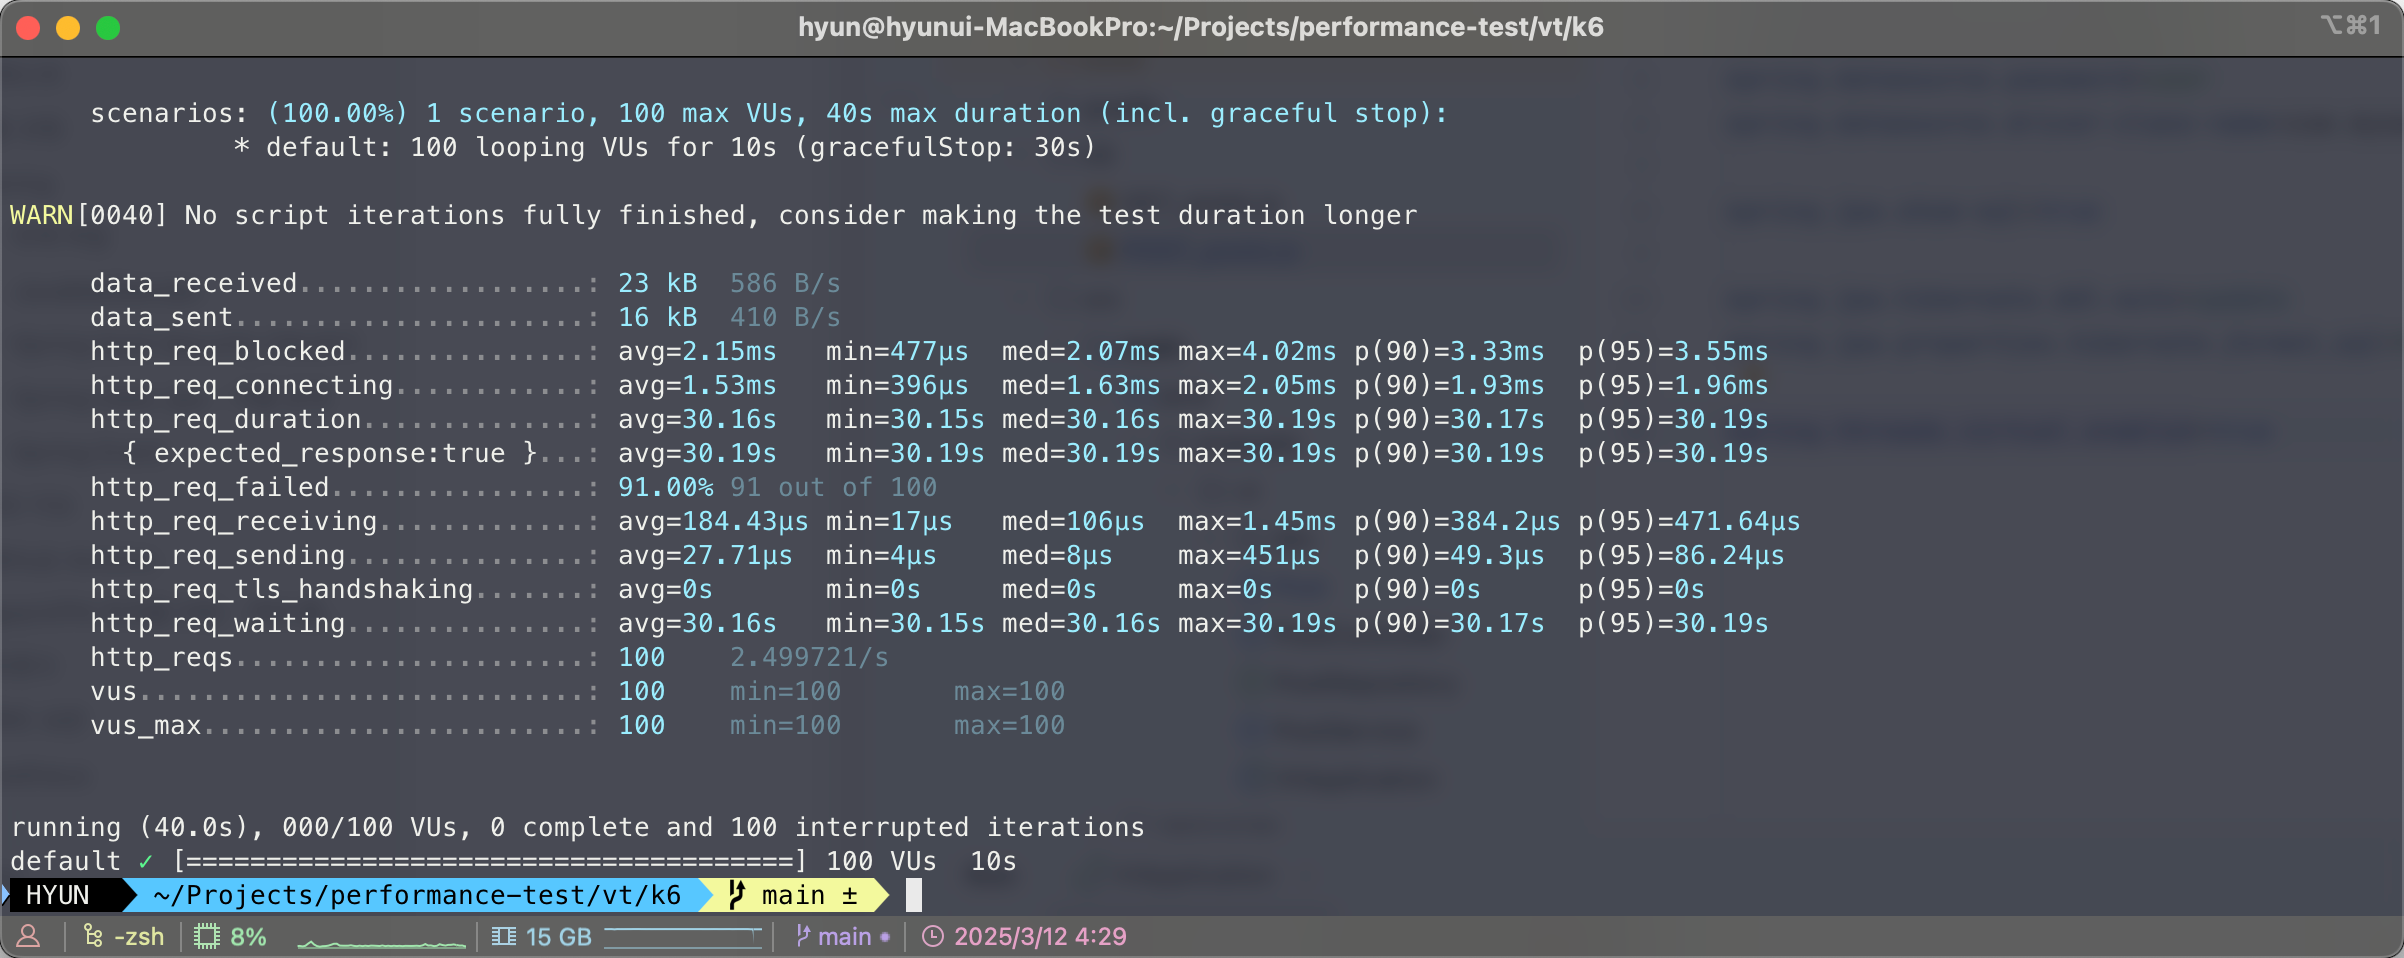 hyun@hyunui-MacBookPro:~/Projects/performance-test/vt/k6 ⌥⌘1
scenarios: (100.00%) 1 scenario, 100 max VUs, 40s max duration (incl. graceful stop):
* default: 100 looping VUs for 10s (gracefulStop: 30s)
WARN[0040] No script iterations fully finished, consider making the test duration longer
data_received..................: 23 kB 586 B/s
data_sent......................: 16 kB 410 B/s
http_req_blocked...............: avg=2.15ms min=477µs med=2.07ms max=4.02ms p(90)=3.33ms p(95)=3.55ms
http_req_connecting............: avg=1.53ms min=396µs med=1.63ms max=2.05ms p(90)=1.93ms p(95)=1.96ms
http_req_duration..............: avg=30.16s min=30.15s med=30.16s max=30.19s p(90)=30.17s p(95)=30.19s
{ expected_response:true }...: avg=30.19s min=30.19s med=30.19s max=30.19s p(90)=30.19s p(95)=30.19s
http_req_failed................: 91.00% 91 out of 100
http_req_receiving.............: avg=184.43µs min=17µs med=106µs max=1.45ms p(90)=384.2µs p(95)=471.64µs
http_req_sending...............: avg=27.71µs min=4µs med=8µs max=451µs p(90)=49.3µs p(95)=86.24µs
http_req_tls_handshaking.......: avg=0s min=0s med=0s max=0s p(90)=0s p(95)=0s
http_req_waiting...............: avg=30.16s min=30.15s med=30.16s max=30.19s p(90)=30.17s p(95)=30.19s
http_reqs......................: 100 2.499721/s
vus............................: 100 min=100 max=100
vus_max........................: 100 min=100 max=100
running (40.0s), 000/100 VUs, 0 complete and 100 interrupted iterations
default ✓ [======================================] 100 VUs 10s
HYUN ~/Projects/performance-test/vt/k6 main ±
-zsh 8% 15 GB main 2025/3/12 4:29